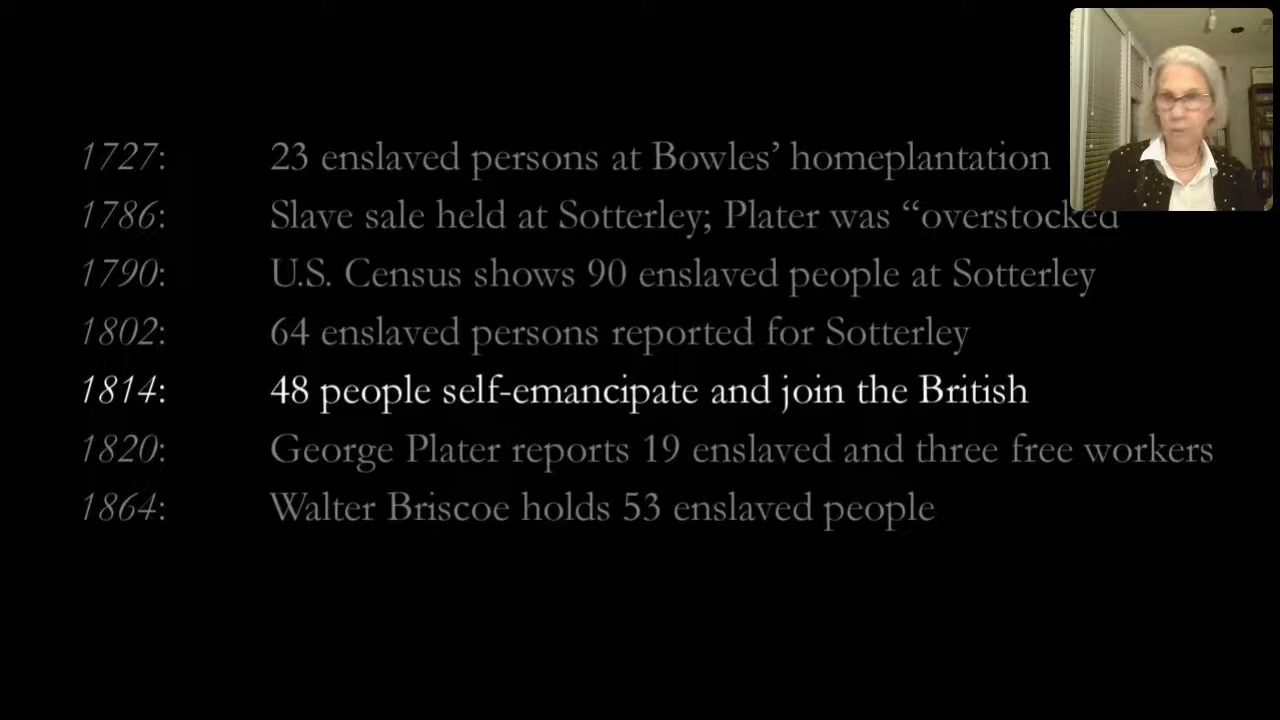 1727: 23 enslaved persons at Bowles’ homeplantation
1786: Slave sale held at Sotterley; Plater was “overstocked
1790: U.S. Census shows 90 enslaved people at Sotterley
1802: 64 enslaved persons reported for Sotterley
1814: 48 people self-emancipate and join the British
1820: George Plater reports 19 enslaved and three free workers
1864: Walter Briscoe holds 53 enslaved people